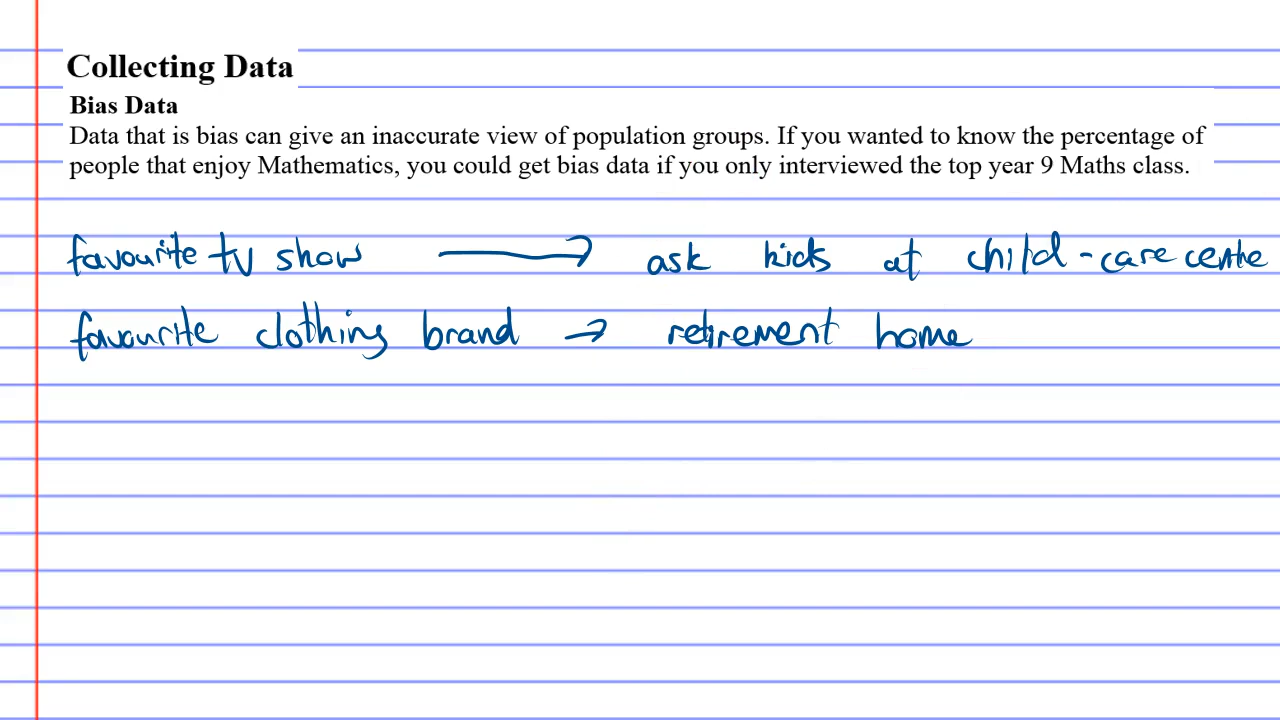 Collecting Data
Bias Data
Data that is bias can give an inaccurate view of population groups. If you wanted to know the percentage of
people that enjoy Mathematics, you could get bias data if you only interviewed the top year 9 Maths class.
favourite tv show → ask kids at child-care centre
favourite clothing brand → retirement home